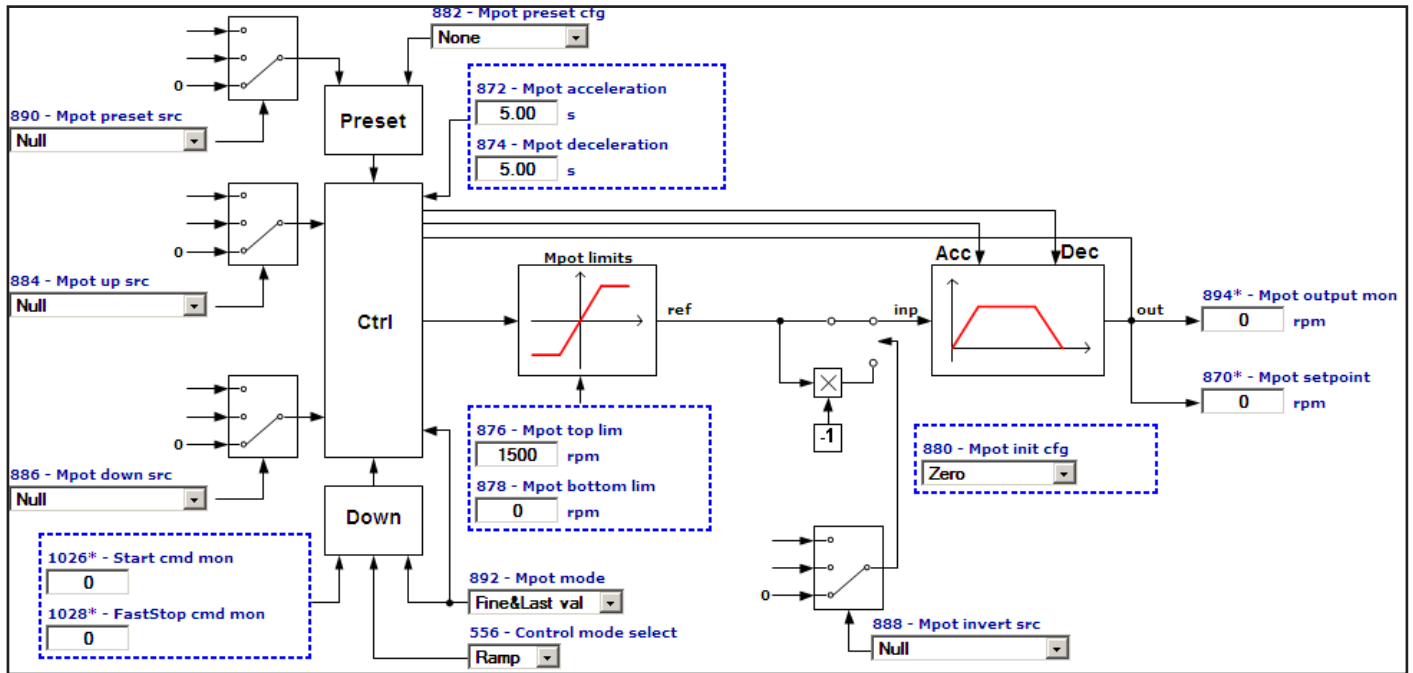 882 - Mpot preset cfg
None
0
890 - Mpot preset src
Null
Preset
872 - Mpot acceleration
5.00 s
874 - Mpot deceleration
5.00 s
0
884 - Mpot up src
Null
Ctrl
Mpot limits
ref
inp
Acc
Dec
out
894* - Mpot output mon
0 rpm
870* - Mpot setpoint
0 rpm
-1
876 - Mpot top lim
1500 rpm
878 - Mpot bottom lim
0 rpm
880 - Mpot init cfg
Zero
0
886 - Mpot down src
Null
Down
1026* - Start cmd mon
0
1028* - FastStop cmd mon
0
892 - Mpot mode
Fine&Last val
556 - Control mode select
Ramp
0
888 - Mpot invert src
Null